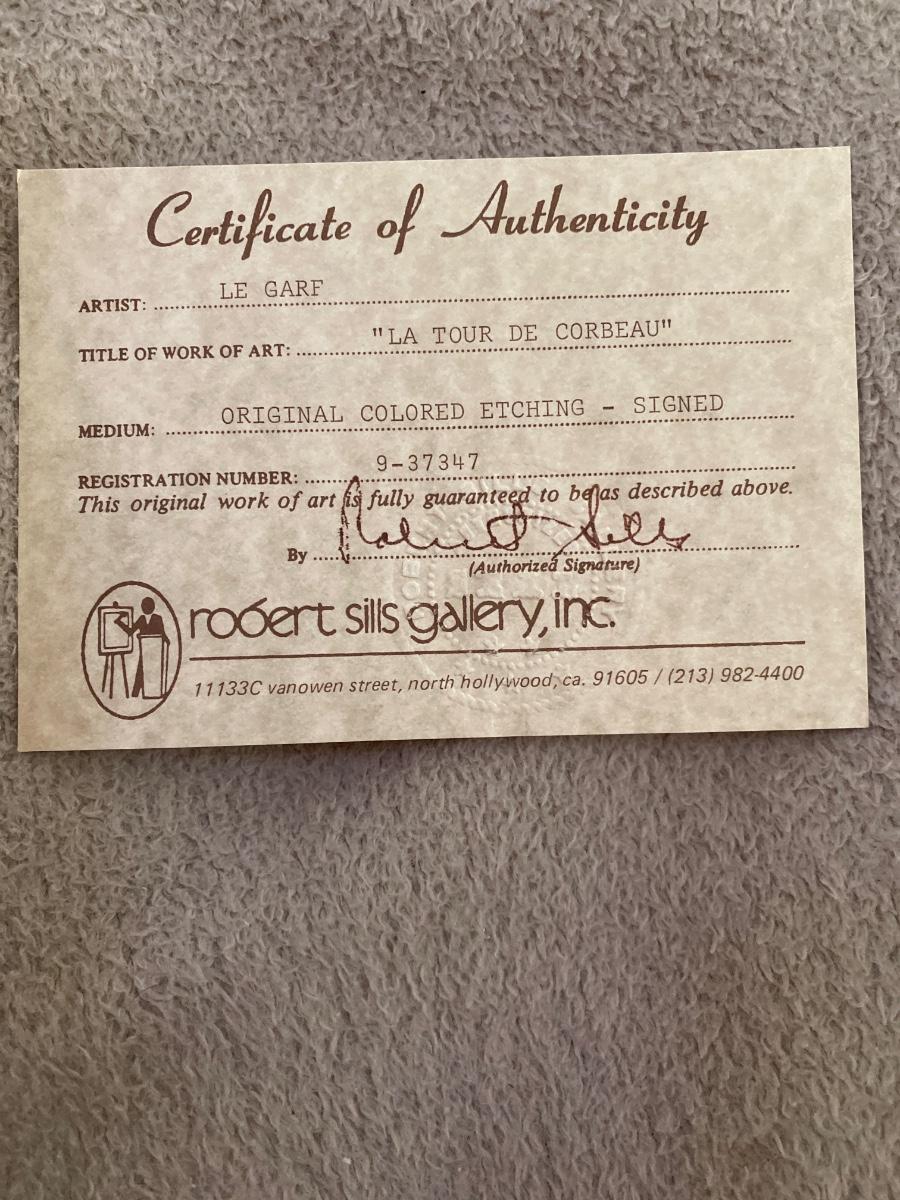 Certificate of Authenticity
ARTIST: LE GARF
TITLE OF WORK OF ART: "LA TOUR DE CORBEAU"
MEDIUM: ORIGINAL COLORED ETCHING - SIGNED
REGISTRATION NUMBER: 9-37347
This original work of art is fully guaranteed to be as described above.
By Robert Sills
(Authorized Signature)
robert sills gallery, inc.
11133C vanowen street, north hollywood, ca. 91605 / (213) 982-4400